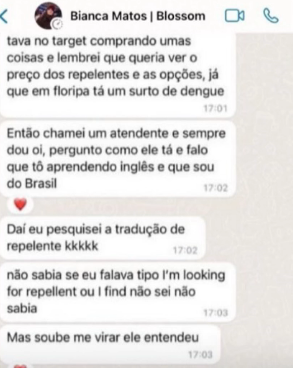 Bianca Matos | Blossom
tava no target comprando umas
coisas e lembrei que queria ver o
preço dos repelentes e as opções, já
que em floripa tá um surto de dengue
17:01
Então chamei um atendente e sempre
dou oi, pergunto como ele tá e falo
que tô aprendendo inglês e que sou
do Brasil
17:02
Daí eu pesquisei a tradução de
repelente kkkkk
17:02
não sabia se eu falava tipo I'm looking
for repellent ou I find não sei não
sabia
17:03
Mas soube me virar ele entendeu
17:03